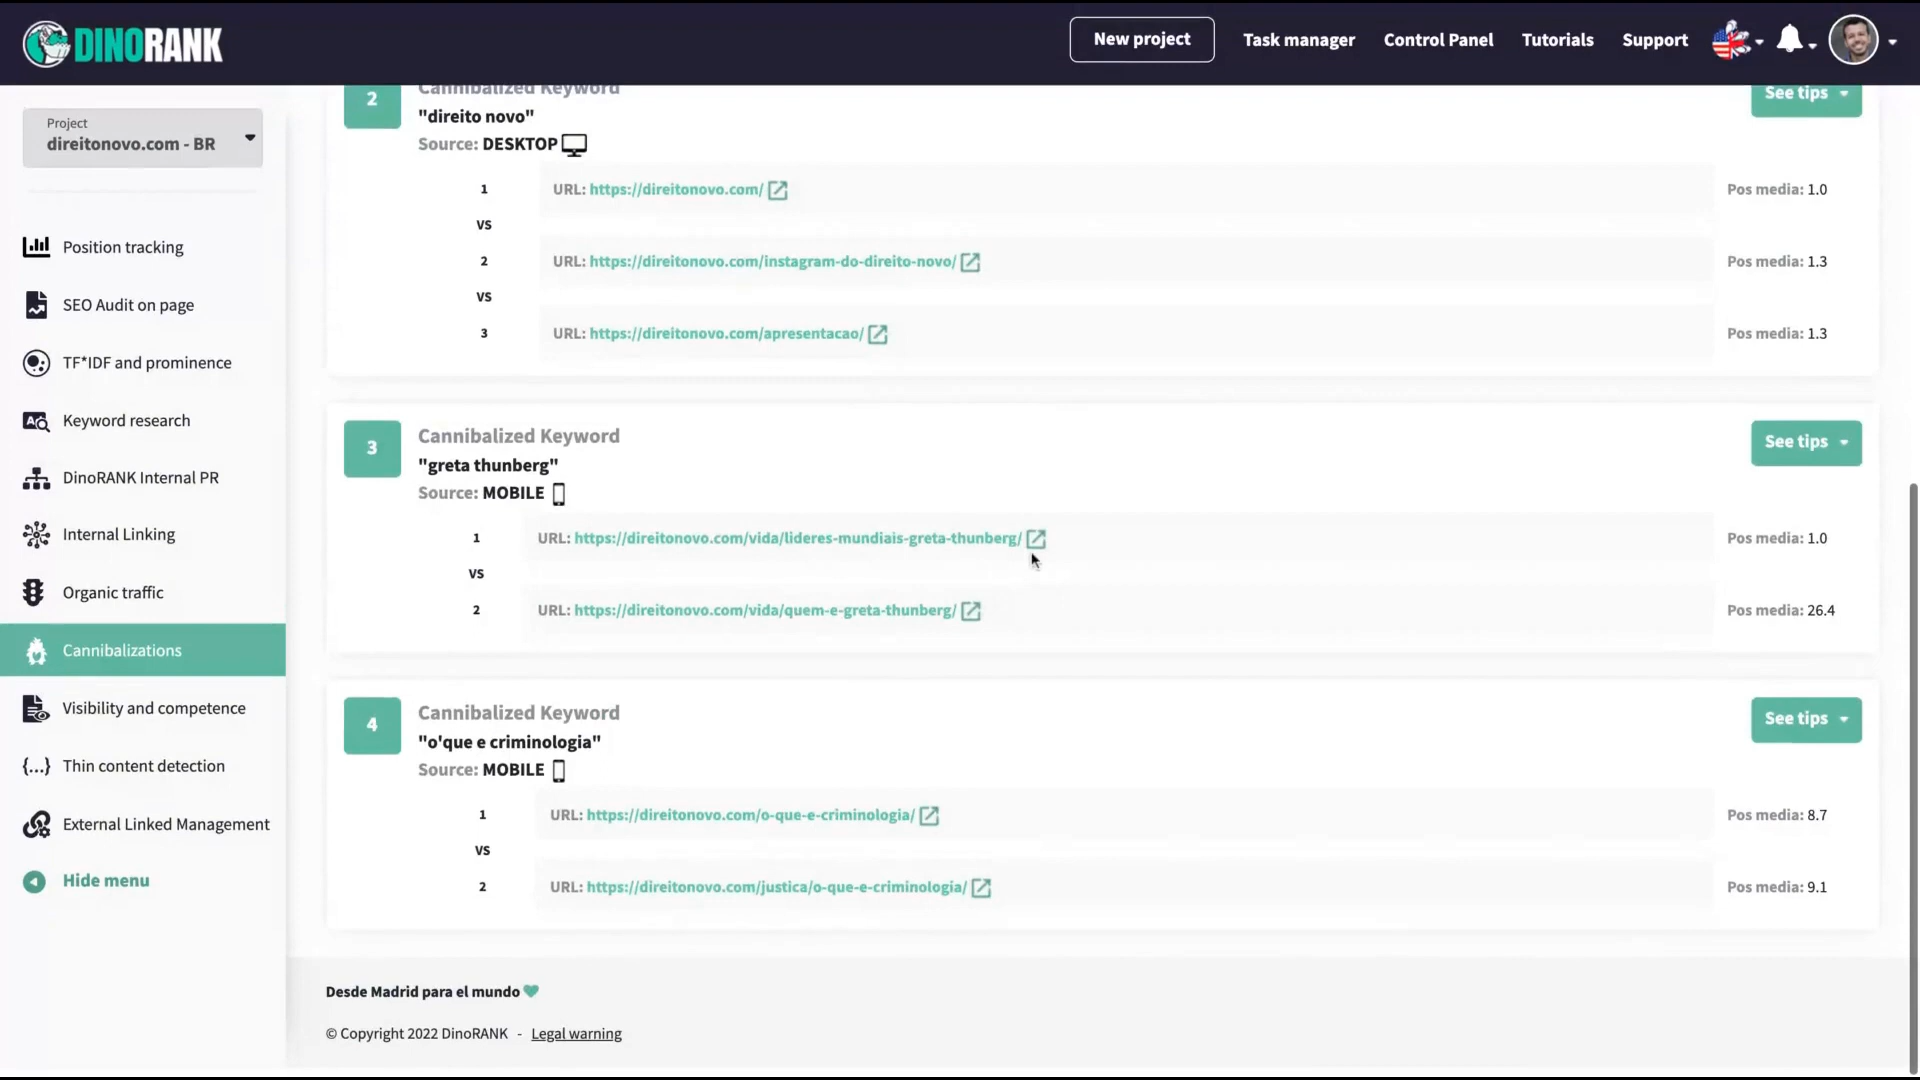 DINORANK
New project
Task manager
Control Panel
Tutorials
Support
Project
direitonovo.com - BR
Position tracking
SEO Audit on page
TF*IDF and prominence
Keyword research
DinoRANK Internal PR
Internal Linking
Organic traffic
Cannibalizations
Visibility and competence
{...} Thin content detection
External Linked Management
Hide menu
2
Cannibalized Keyword
See tips
"direito novo"
Source: DESKTOP
1 URL: https://direitonovo.com/ Pos media: 1.0
VS
2 URL: https://direitonovo.com/instagram-do-direito-novo/ Pos media: 1.3
VS
3 URL: https://direitonovo.com/apresentacao/ Pos media: 1.3
3
Cannibalized Keyword
See tips
"greta thunberg"
Source: MOBILE
1 URL: https://direitonovo.com/vida/lideres-mundiais-greta-thunberg/ Pos media: 1.0
VS
2 URL: https://direitonovo.com/vida/quem-e-greta-thunberg/ Pos media: 26.4
4
Cannibalized Keyword
See tips
"o'que e criminologia"
Source: MOBILE
1 URL: https://direitonovo.com/o-que-e-criminologia/ Pos media: 8.7
VS
2 URL: https://direitonovo.com/justica/o-que-e-criminologia/ Pos media: 9.1
Desde Madrid para el mundo
© Copyright 2022 DinoRANK - Legal warning